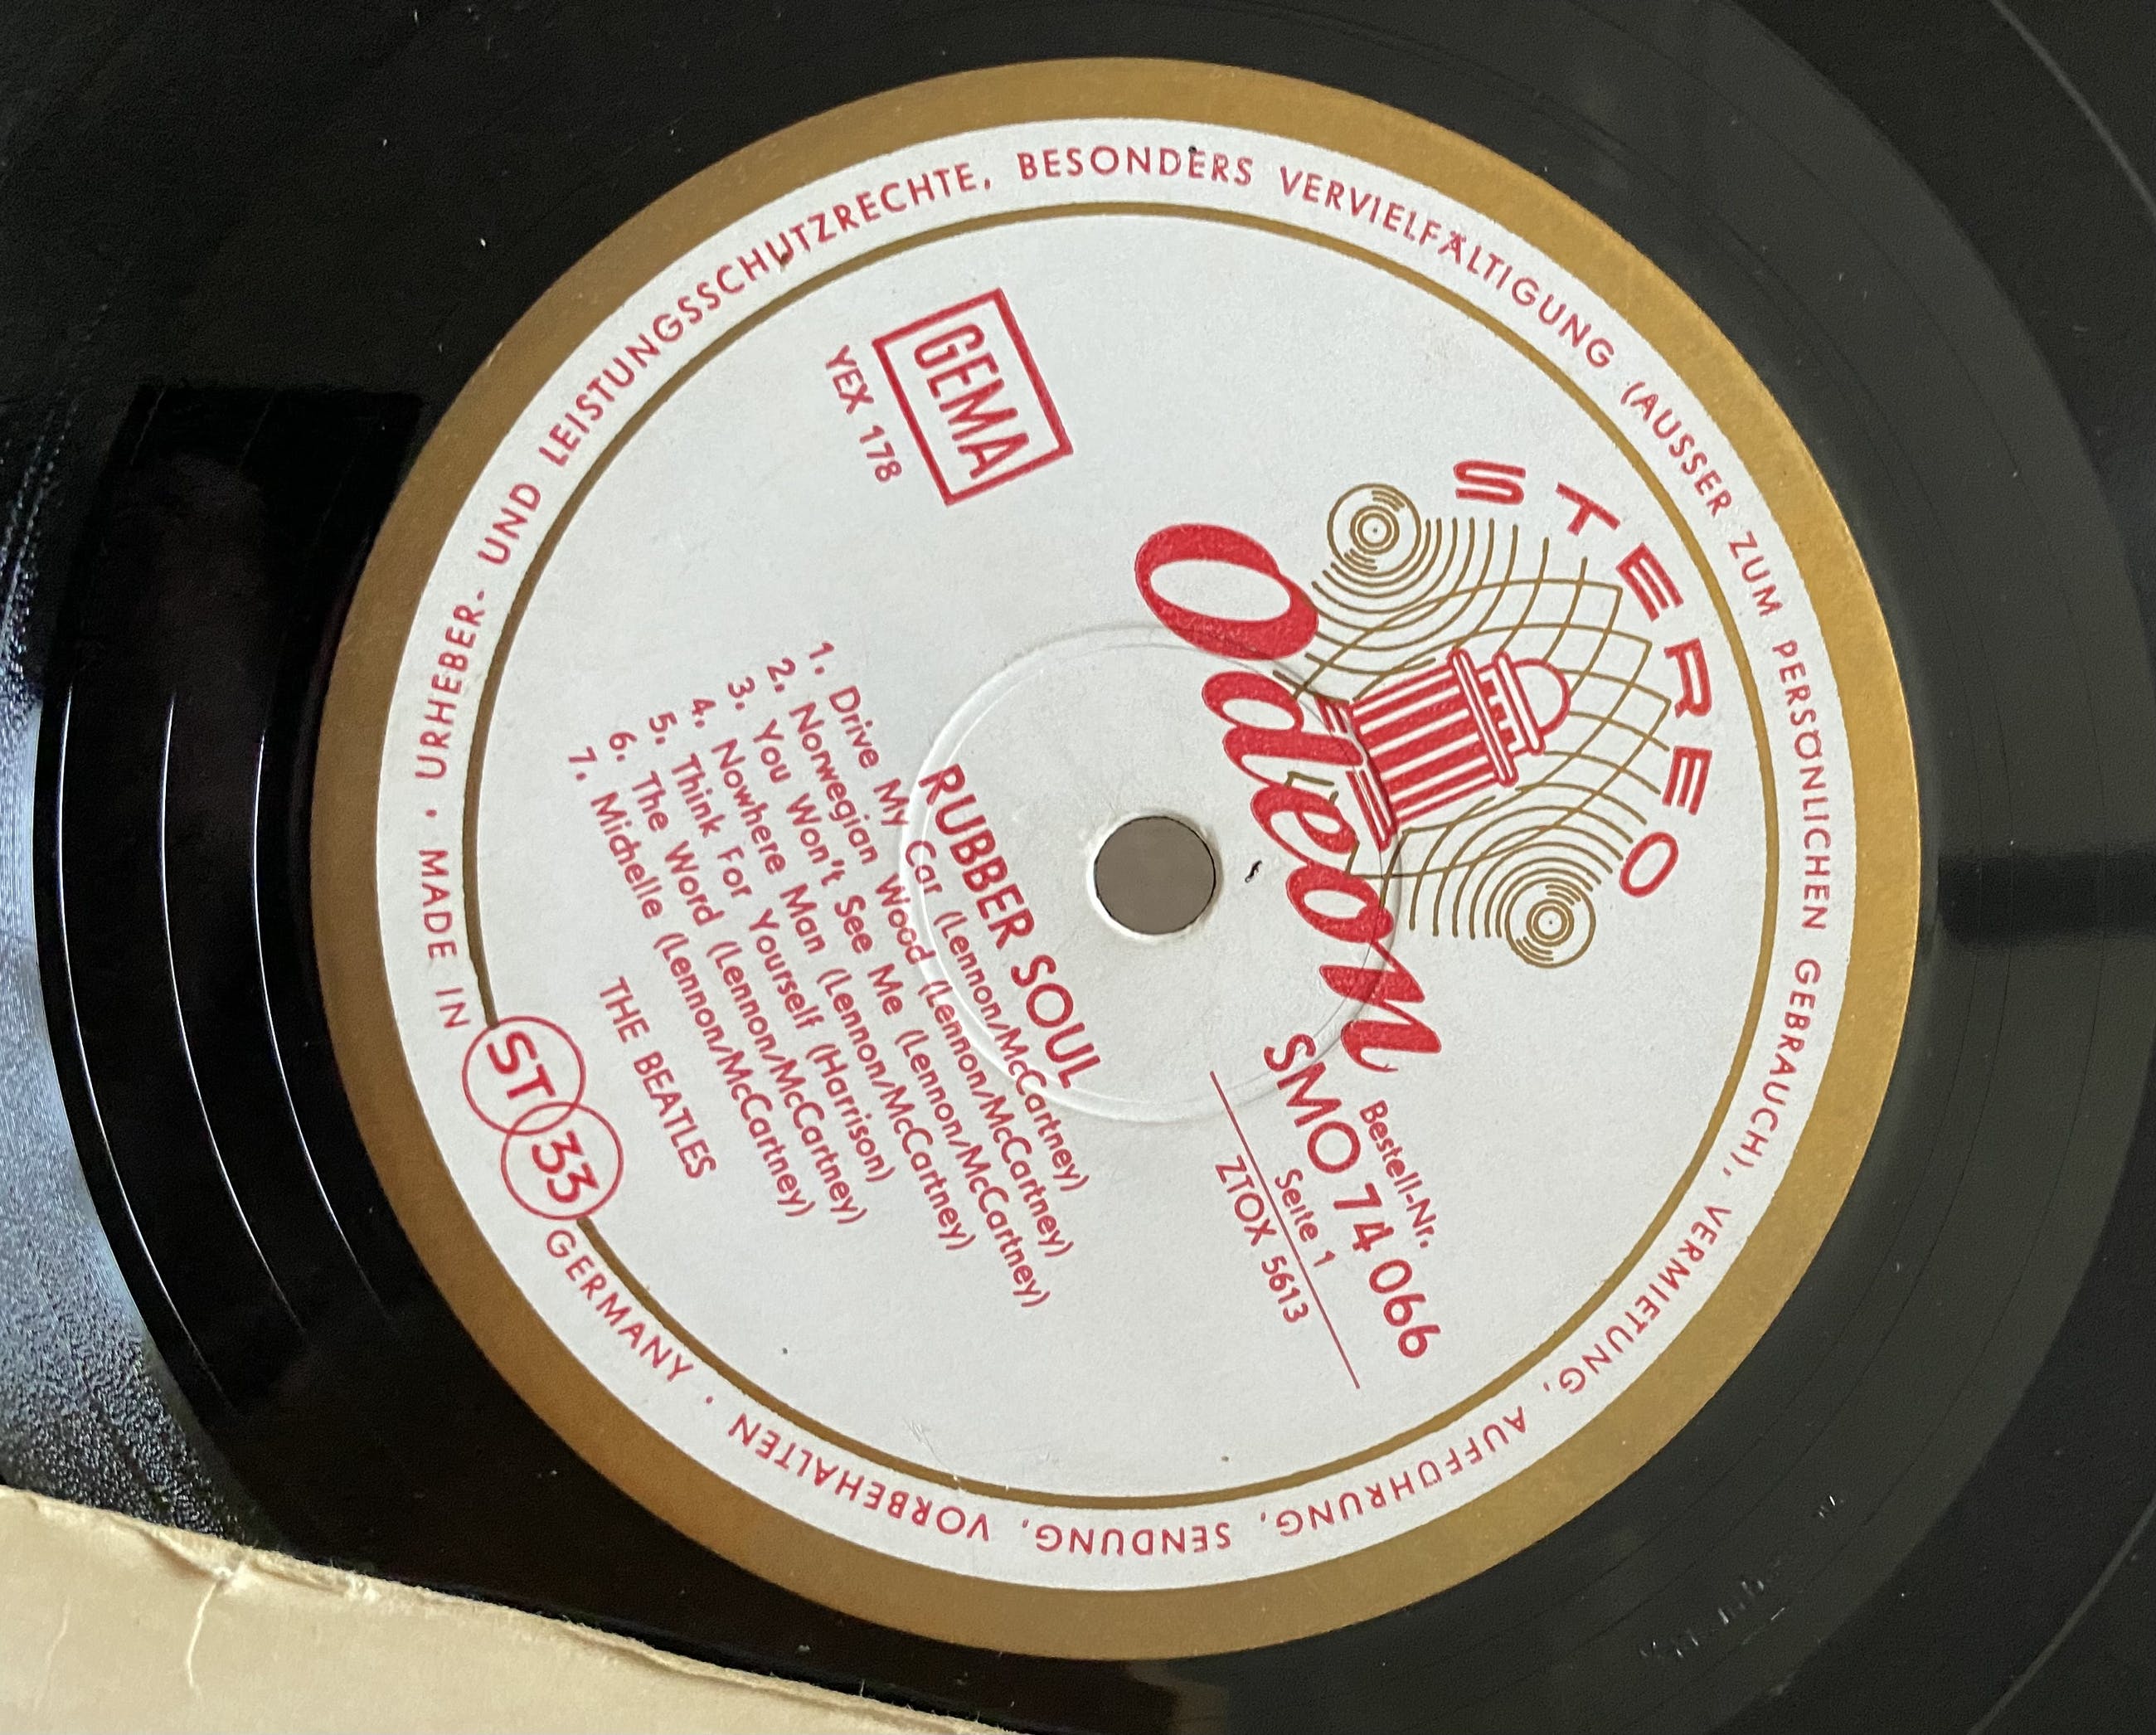 STEREO
Odeon
GEMA
YEX 178
Bestell-Nr.
SMO 74 066
Seite 1
ZTOX 5613
RUBBER SOUL
1. Drive My Car (Lennon/McCartney)
2. Norwegian Wood (Lennon/McCartney)
3. You Won't See Me (Lennon/McCartney)
4. Nowhere Man (Lennon/McCartney)
5. Think For Yourself (Harrison)
6. The Word (Lennon/McCartney)
7. Michelle (Lennon/McCartney)
THE BEATLES
ST 33
· URHEBER- UND LEISTUNGSSCHUTZRECHTE, BESONDERS VERVIELFÄLTIGUNG (AUSSER ZUM PERSÖNLICHEN GEBRAUCH), VERMIETUNG, AUFFÜHRUNG, SENDUNG, VORBEHALTEN ·
MADE IN GERMANY